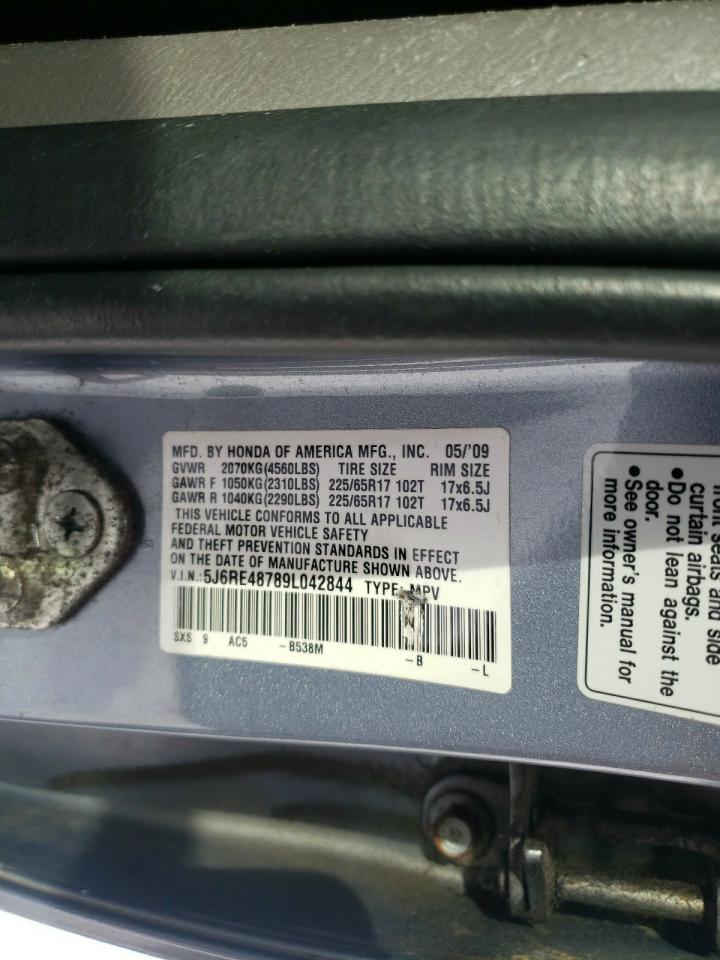 MFD. BY HONDA OF AMERICA MFG., INC. 05/'09
GVWR 2070KG(4560LBS) TIRE SIZE RIM SIZE
GAWR F 1050KG(2310LBS) 225/65R17 102T 17x6.5J
GAWR R 1040KG(2290LBS) 225/65R17 102T 17x6.5J
THIS VEHICLE CONFORMS TO ALL APPLICABLE
FEDERAL MOTOR VEHICLE SAFETY
AND THEFT PREVENTION STANDARDS IN EFFECT
ON THE DATE OF MANUFACTURE SHOWN ABOVE.
V.I.N.:5J6RE48789L042844 TYPE: MPV
SXS 9 AC5 -B538M -B -L
front seats and side
curtain airbags.
•Do not lean against the
door.
•See owner's manual for
more information.